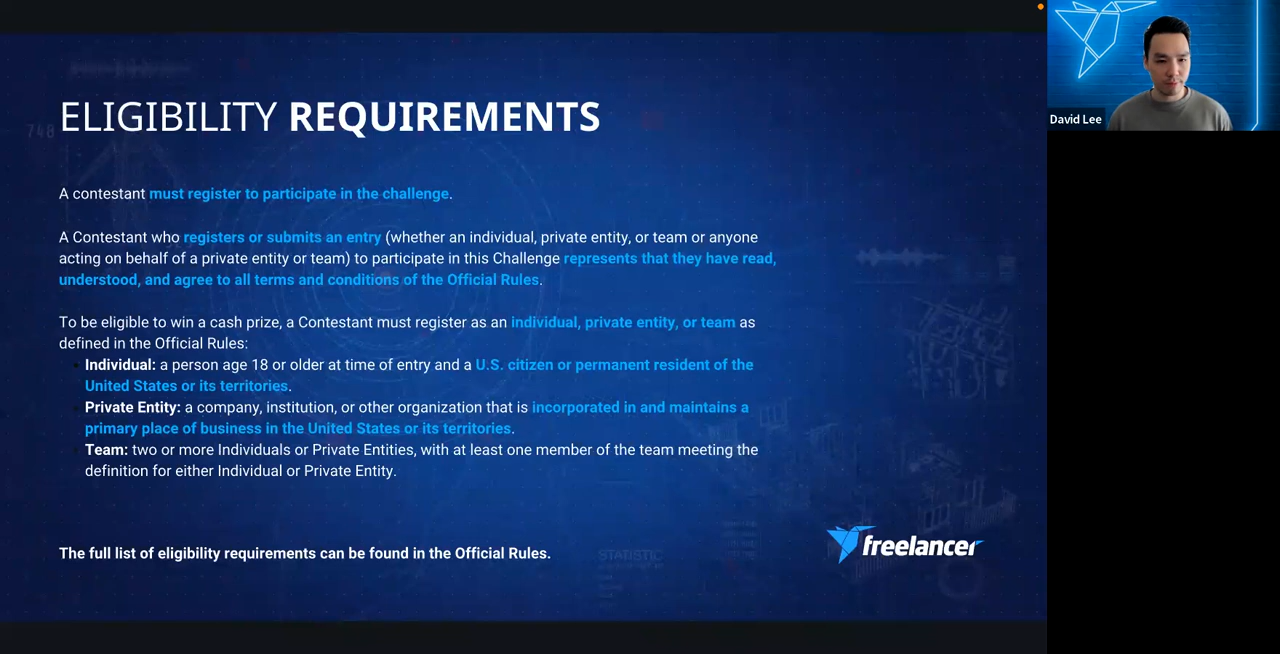 ELIGIBILITY REQUIREMENTS
A contestant must register to participate in the challenge.
A Contestant who registers or submits an entry (whether an individual, private entity, or team or anyone
acting on behalf of a private entity or team) to participate in this Challenge represents that they have read,
understood, and agree to all terms and conditions of the Official Rules.
To be eligible to win a cash prize, a Contestant must register as an individual, private entity, or team as
defined in the Official Rules:
Individual: a person age 18 or older at time of entry and a U.S. citizen or permanent resident of the
United States or its territories.
Private Entity: a company, institution, or other organization that is incorporated in and maintains a
primary place of business in the United States or its territories.
Team: two or more Individuals or Private Entities, with at least one member of the team meeting the
definition for either Individual or Private Entity.
The full list of eligibility requirements can be found in the Official Rules.
STATISTIC
freelancer
David Lee